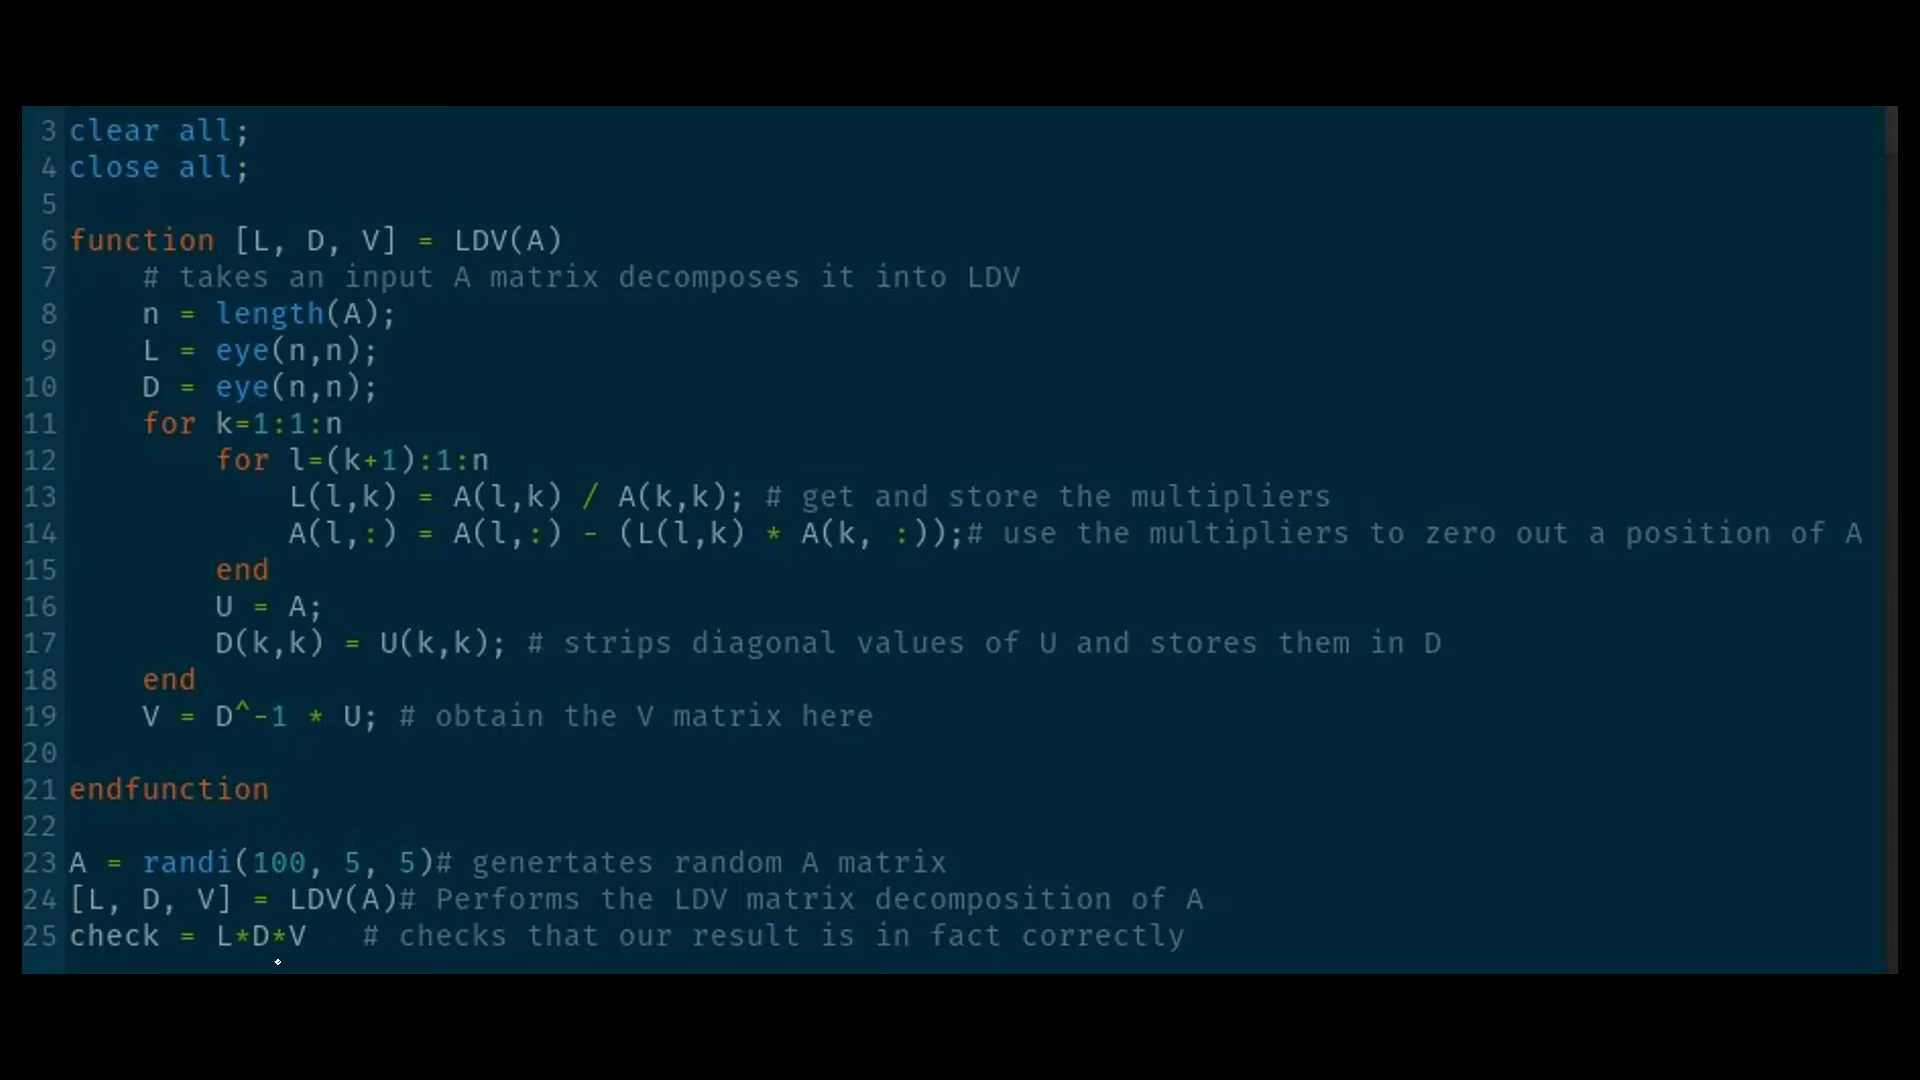 3 clear all;
4 close all;
5
6 function [L, D, V] = LDV(A)
7 # takes an input A matrix decomposes it into LDV
8 n = length(A);
9 L = eye(n,n);
10 D = eye(n,n);
11 for k=1:1:n
12 for l=(k+1):1:n
13 L(l,k) = A(l,k) / A(k,k); # get and store the multipliers
14 A(l,:) = A(l,:) - (L(l,k) * A(k, :));# use the multipliers to zero out a position of A
15 end
16 U = A;
17 D(k,k) = U(k,k); # strips diagonal values of U and stores them in D
18 end
19 V = D^-1 * U; # obtain the V matrix here
20
21 endfunction
22
23 A = randi(100, 5, 5)# genertates random A matrix
24 [L, D, V] = LDV(A)# Performs the LDV matrix decomposition of A
25 check = L*D*V # checks that our result is in fact correctly